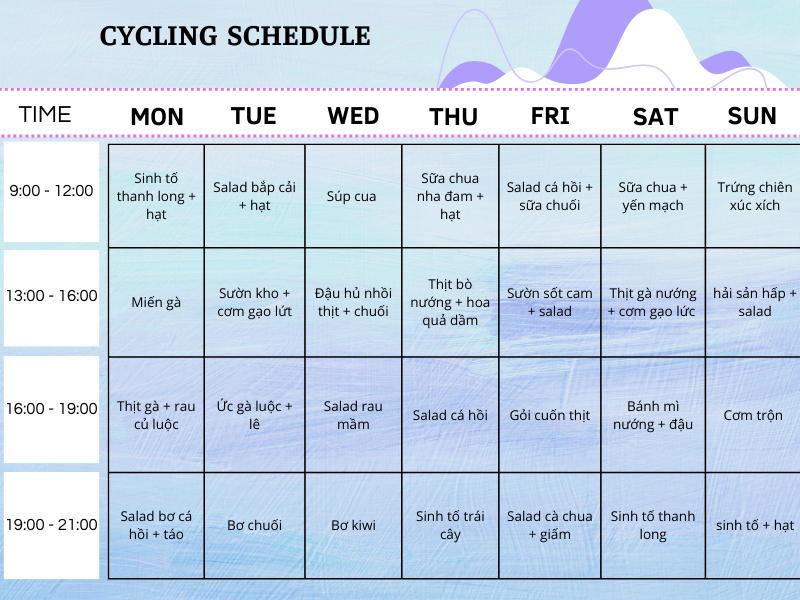 CYCLING SCHEDULE
TIME MON TUE WED THU FRI SAT SUN
9:00 - 12:00
Sinh tố
thanh long +
hạt
Salad bắp cải
+ hạt
Súp cua
Sữa chua
nha đam +
hạt
Salad cá hồi +
sữa chuối
Sữa chua +
yến mạch
Trứng chiên
xúc xích
13:00 - 16:00
Miến gà
Sườn kho +
cơm gạo lứt
Đậu hủ nhồi
thịt + chuối
Thịt bò
nướng + hoa
quả dầm
Sườn sốt cam
+ salad
Thịt gà nướng
+ cơm gạo lức
hải sản hấp +
salad
16:00 - 19:00
Thịt gà + rau
củ luộc
Ức gà luộc +
lê
Salad rau
mầm
Salad cá hồi
Gỏi cuốn thịt
Bánh mì
nướng + đậu
Cơm trộn
19:00 - 21:00
Salad bơ cá
hồi + táo
Bơ chuối
Bơ kiwi
Sinh tố trái
cây
Salad cà chua
+ giấm
Sinh tố thanh
long
sinh tố + hạt